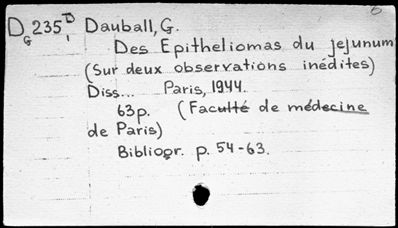 D G 235 D 1 Dauball, G.
Des Epitheliomas du jejunum
(Sur deux observations inédites)
Diss... Paris, 1944.
63p. (Faculté de médecine
de Paris)
Bibliogr. p. 54-63.